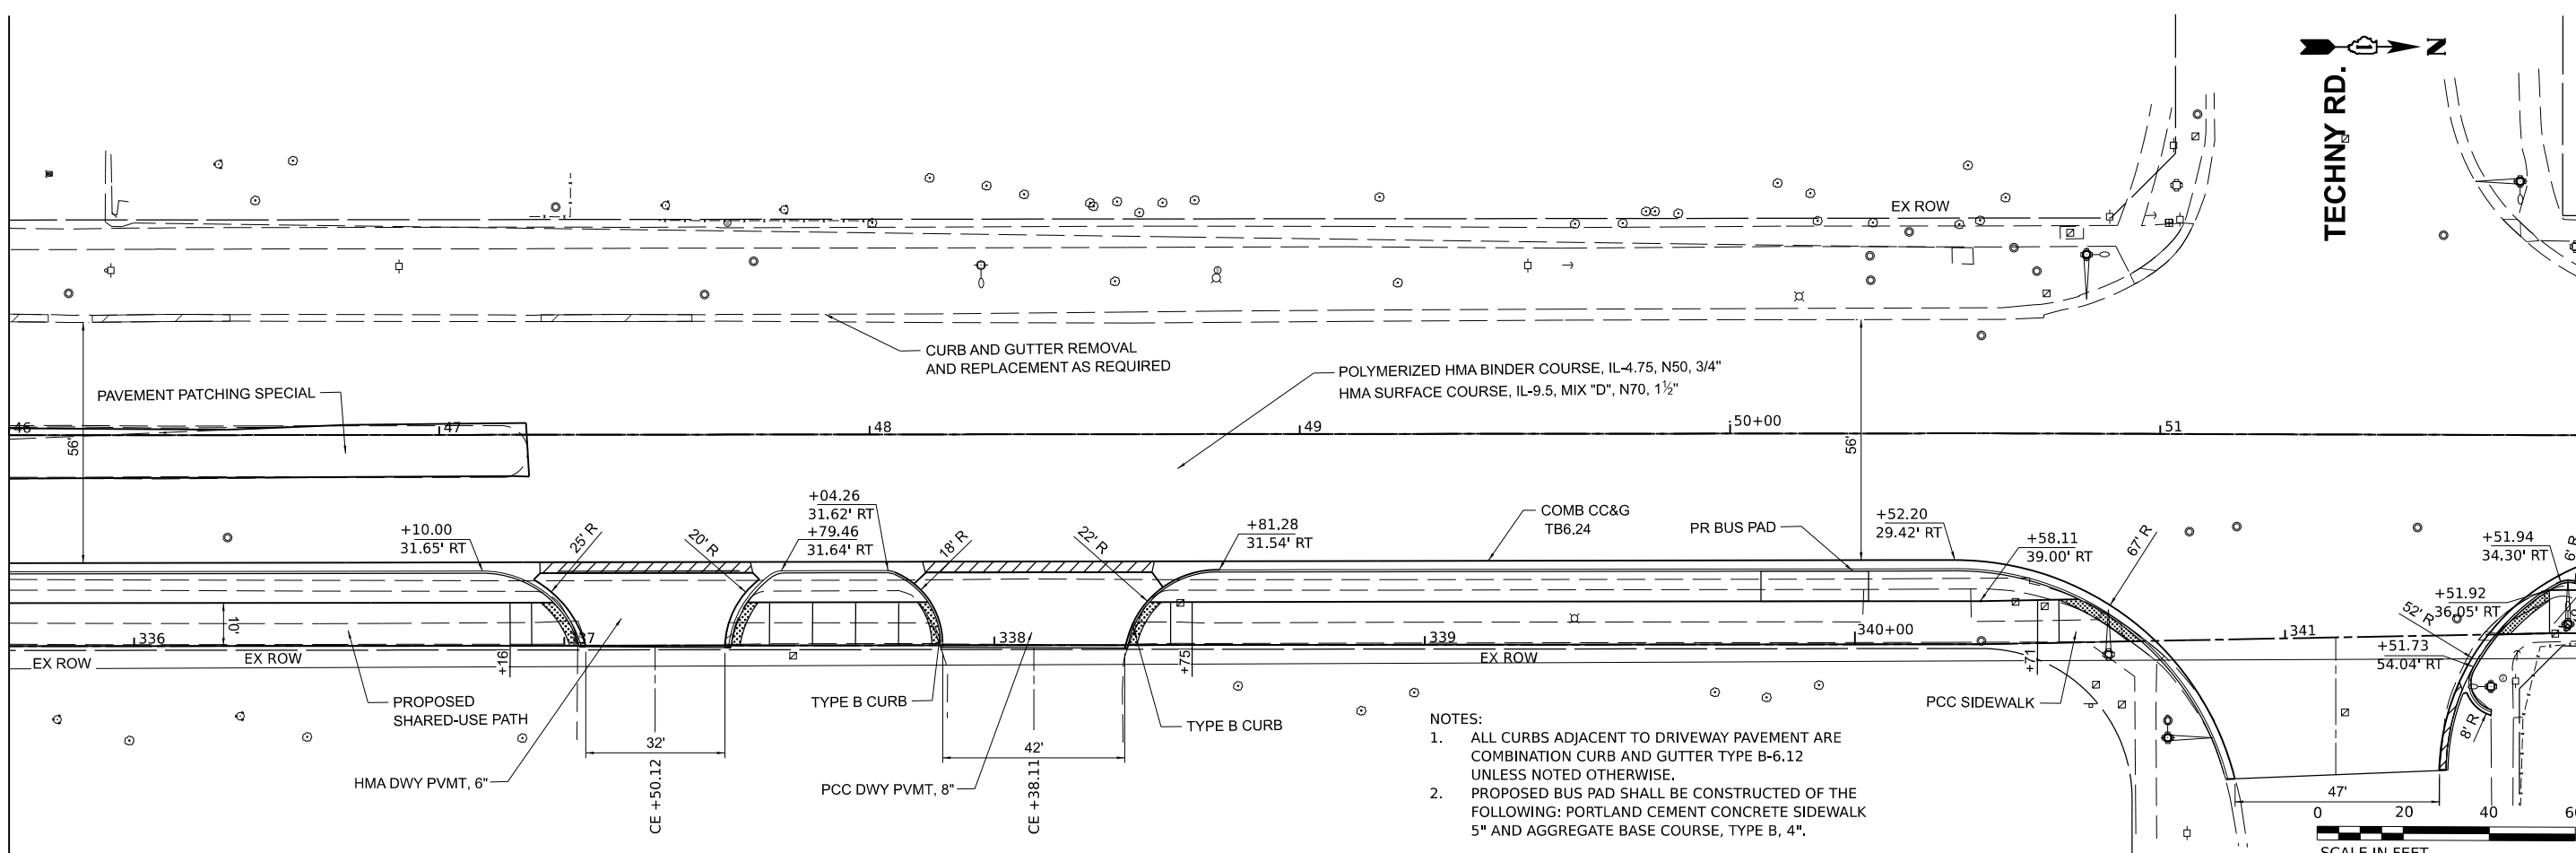 N
TECHNY RD.
EX ROW
CURB AND GUTTER REMOVAL
AND REPLACEMENT AS REQUIRED
POLYMERIZED HMA BINDER COURSE, IL-4.75, N50, 3/4"
HMA SURFACE COURSE, IL-9.5, MIX "D", N70, 1½"
PAVEMENT PATCHING SPECIAL
46
47
48
49
50+00
51
56'
56'
+10.00
31.65' RT
25' R
20' R
+04.26
31.62' RT
+79.46
31.64' RT
18' R
22' R
+81.28
31.54' RT
COMB CC&G
TB6.24
PR BUS PAD
+52.20
29.42' RT
+58.11
39.00' RT
67' R
+51.94
34.30' RT
6' R
+51.92
36.05' RT
52' R
+51.73
54.04' RT
8' R
10'
336
+16
337
338
+75
339
340+00
+71
341
EX ROW
EX ROW
EX ROW
PROPOSED
SHARED-USE PATH
TYPE B CURB
TYPE B CURB
PCC SIDEWALK
HMA DWY PVMT, 6"
32'
CE +50.12
PCC DWY PVMT, 8"
42'
CE +38.11
47'
NOTES:
1. ALL CURBS ADJACENT TO DRIVEWAY PAVEMENT ARE
COMBINATION CURB AND GUTTER TYPE B-6.12
UNLESS NOTED OTHERWISE.
2. PROPOSED BUS PAD SHALL BE CONSTRUCTED OF THE
FOLLOWING: PORTLAND CEMENT CONCRETE SIDEWALK
5" AND AGGREGATE BASE COURSE, TYPE B, 4".
0 20 40 60
SCALE IN FEET